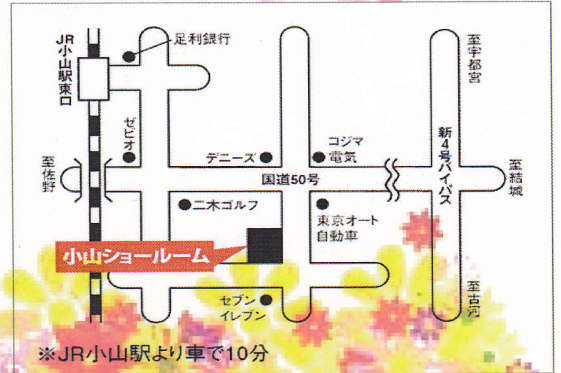 足利銀行
JR小山駅東口
至宇都宮
ゼビオ
デニーズ
コジマ
電気
新4号バイパス
至佐野
国道50号
至結城
二木ゴルフ
東京オート
自動車
小山ショールーム
セブン
イレブン
至古河
※JR小山駅より車で10分